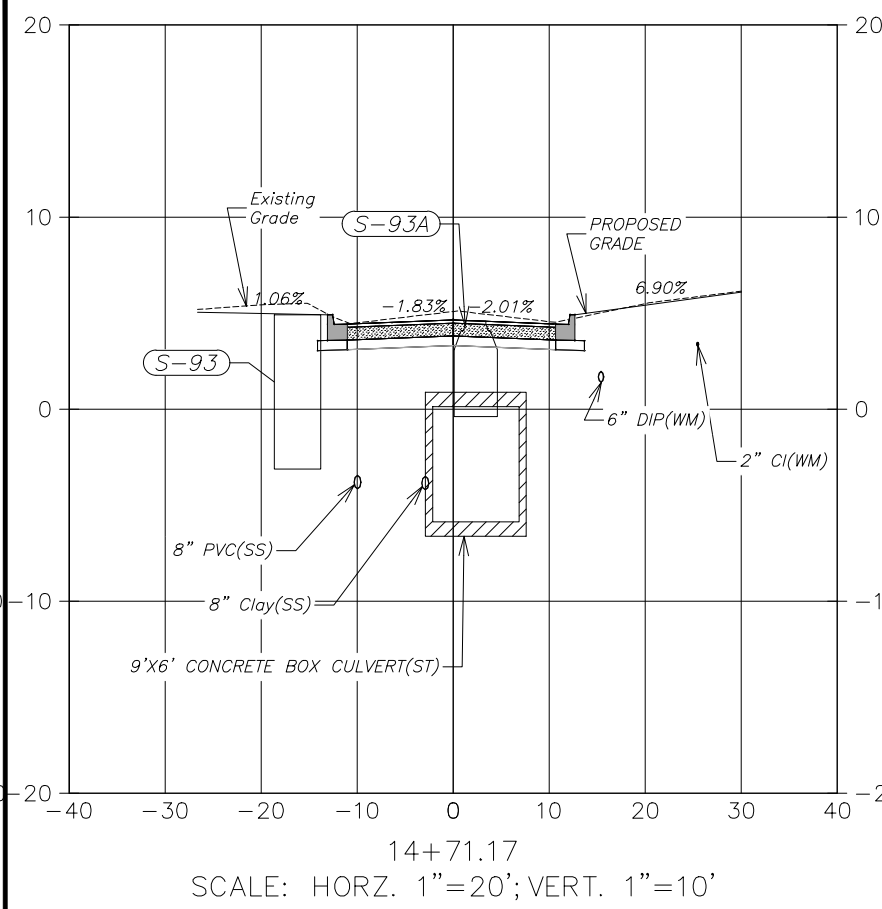 20
20
10
10
Existing
Grade
S-93A
PROPOSED
GRADE
1.06%
-1.83%
-2.01%
6.90%
S-93
0
0
6" DIP(WM)
2" CI(WM)
8" PVC(SS)
8" Clay(SS)
-10
-1
9'X6' CONCRETE BOX CULVERT(ST)
-20
-2
-40 -30 -20 -10 0 10 20 30 40
14+71.17
SCALE: HORZ. 1"=20'; VERT. 1"=10'